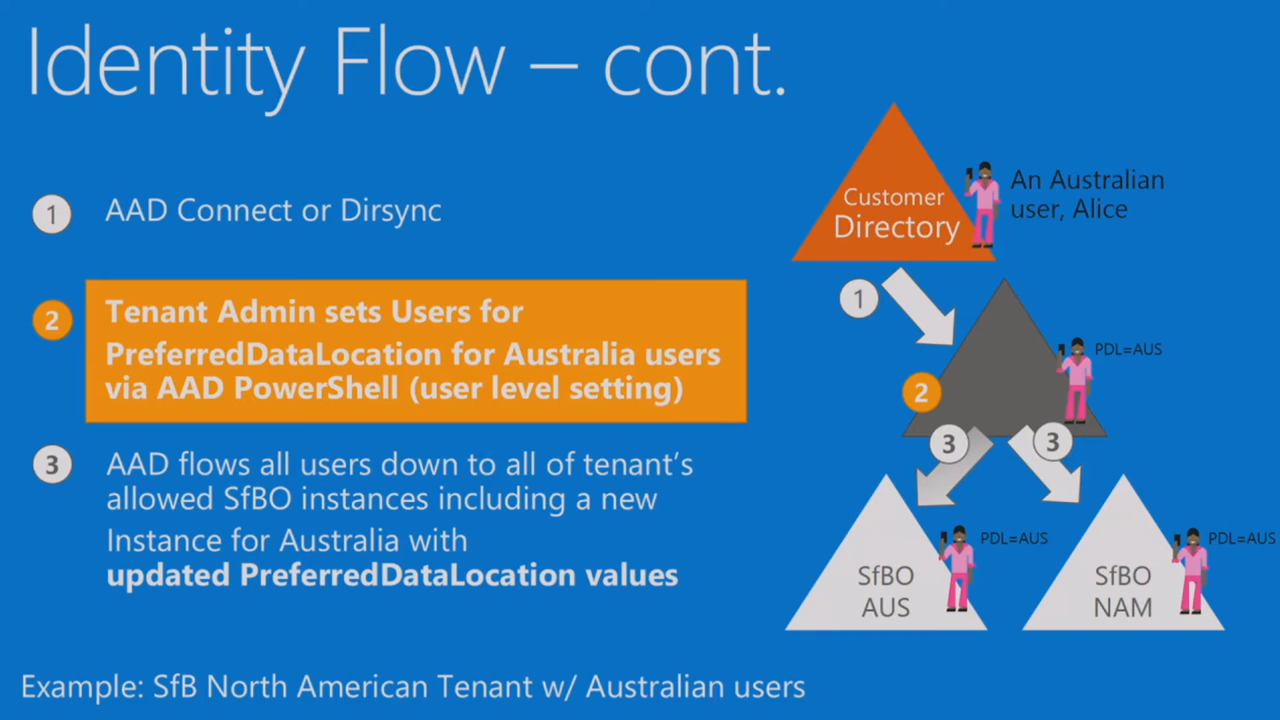 Identity Flow – cont.
1
AAD Connect or Dirsync
2
Tenant Admin sets Users for
PreferredDataLocation for Australia users
via AAD PowerShell (user level setting)
3
AAD flows all users down to all of tenant's
allowed SfBO instances including a new
Instance for Australia with
updated PreferredDataLocation values
Example: SfB North American Tenant w/ Australian users
Customer
Directory
An Australian
user, Alice
1
PDL=AUS
2
3
3
PDL=AUS
SfBO
AUS
PDL=AUS
SfBO
NAM